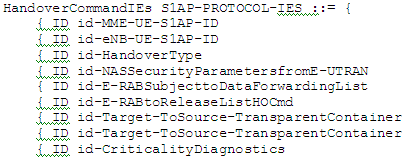 HandoverCommandIEs S1AP-PROTOCOL-IES ::= {
{ ID id-MME-UE-S1AP-ID
{ ID id-eNB-UE-S1AP-ID
{ ID id-HandoverType
{ ID id-NASSecurityParametersfromE-UTRAN
{ ID id-E-RABSubjecttoDataForwardingList
{ ID id-E-RABtoReleaseListHOCmd
{ ID id-Target-ToSource-TransparentContainer
{ ID id-Target-ToSource-TransparentContainer
{ ID id-CriticalityDiagnostics